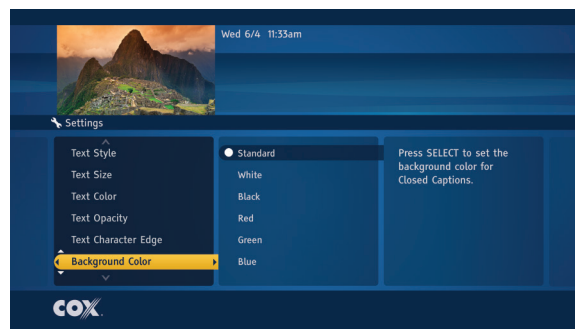 Wed 6/4 11:33am
Settings
Text Style
Text Size
Text Color
Text Opacity
Text Character Edge
Background Color
Standard
White
Black
Red
Green
Blue
Press SELECT to set the
background color for
Closed Captions.
COX.